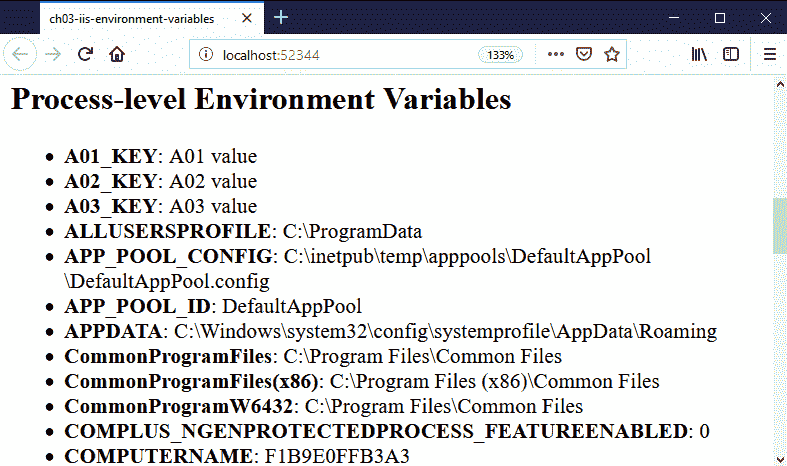 ch03-iis-environment-variables
localhost:52344 133%
Process-level Environment Variables
A01_KEY: A01 value
A02_KEY: A02 value
A03_KEY: A03 value
ALLUSERSPROFILE: C:\ProgramData
APP_POOL_CONFIG: C:\inetpub\temp\apppools\DefaultAppPool
\DefaultAppPool.config
APP_POOL_ID: DefaultAppPool
APPDATA: C:\Windows\system32\config\systemprofile\AppData\Roaming
CommonProgramFiles: C:\Program Files\Common Files
CommonProgramFiles(x86): C:\Program Files (x86)\Common Files
CommonProgramW6432: C:\Program Files\Common Files
COMPLUS_NGENPROTECTEDPROCESS_FEATUREENABLED: 0
COMPUTERNAME: F1B9E0FFB3A3